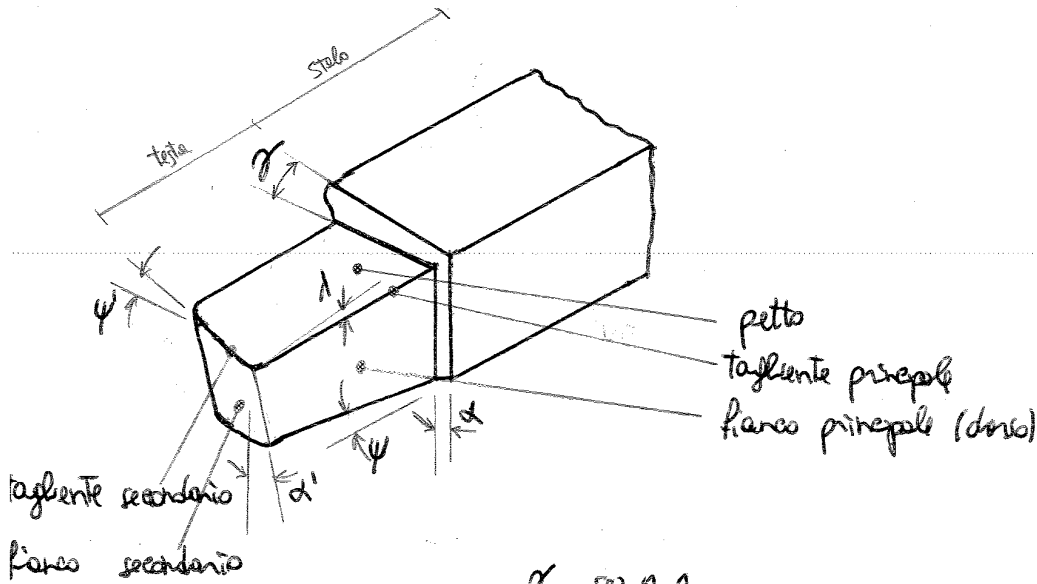 stelo
testa
γ
ψ'
λ
petto
tagliente principale
fianco principale (dorso)
α
ψ
α'
tagliente secondario
fianco secondario
γ